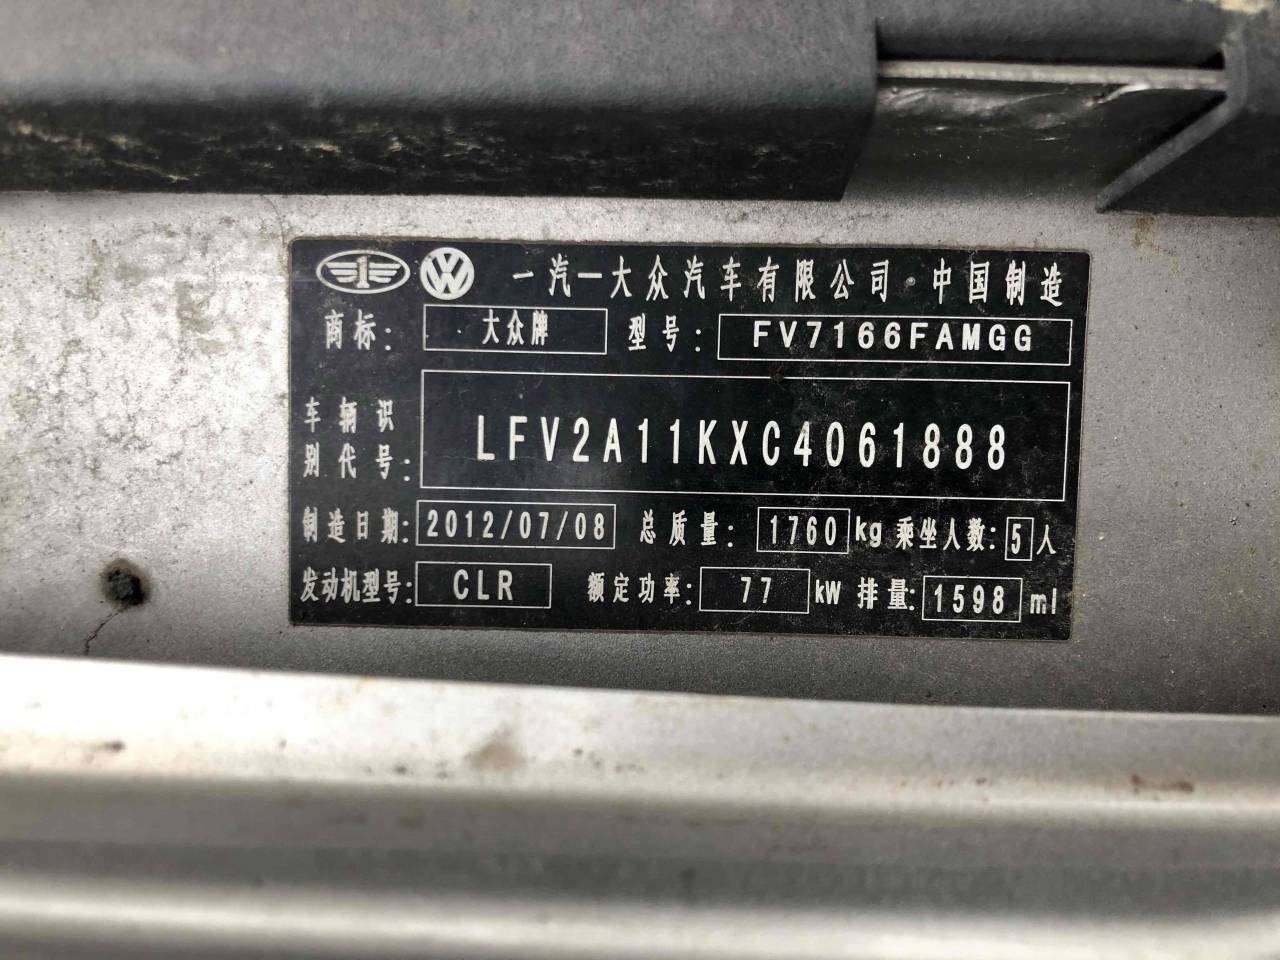 一汽一大众汽车有限公司·中国制造
商标: 大众牌 型号: FV7166FAMGG
车辆识别代号: LFV2A11KXC4061888
制造日期: 2012/07/08 总质量: 1760 kg 乘坐人数: 5 人
发动机型号: CLR 额定功率: 77 kW 排量: 1598 ml